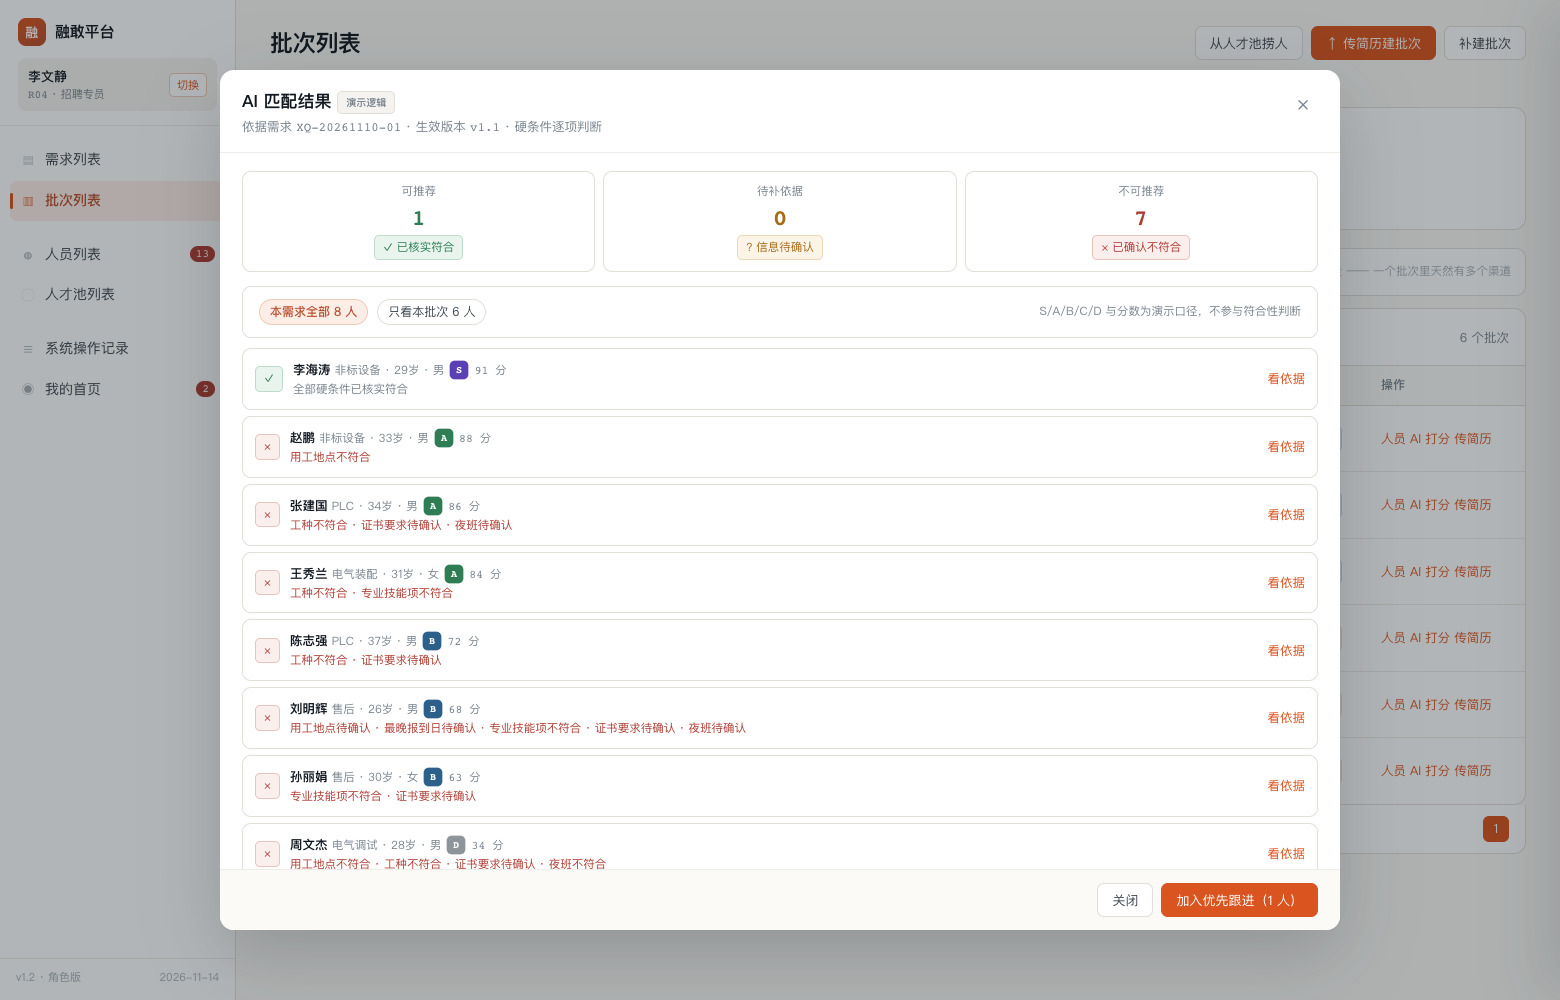 融 融敢平台
李文静
R04 · 招聘专员
切换
需求列表
批次列表
人员列表 13
人才池列表
系统操作记录
我的首页 2
v1.2 · 角色版 2026-11-14
批次列表
从人才池捞人 ↑ 传简历建批次 补建批次
—— 一个批次里天然有多个渠道
6 个批次
操作
人员 AI 打分 传简历
人员 AI 打分 传简历
人员 AI 打分 传简历
人员 AI 打分 传简历
人员 AI 打分 传简历
人员 AI 打分 传简历
1
AI 匹配结果 演示逻辑
×
依据需求 XQ-20261110-01 · 生效版本 v1.1 · 硬条件逐项判断
可推荐
1
✓ 已核实符合
待补依据
0
? 信息待确认
不可推荐
7
× 已确认不符合
本需求全部 8 人 只看本批次 6 人 S/A/B/C/D 与分数为演示口径，不参与符合性判断
✓ 李海涛 非标设备 · 29岁 · 男 S 91 分
全部硬条件已核实符合
看依据
× 赵鹏 非标设备 · 33岁 · 男 A 88 分
用工地点不符合
看依据
× 张建国 PLC · 34岁 · 男 A 86 分
工种不符合 · 证书要求待确认 · 夜班待确认
看依据
× 王秀兰 电气装配 · 31岁 · 女 A 84 分
工种不符合 · 专业技能项不符合
看依据
× 陈志强 PLC · 37岁 · 男 B 72 分
工种不符合 · 证书要求待确认
看依据
× 刘明辉 售后 · 26岁 · 男 B 68 分
用工地点待确认 · 最晚报到日待确认 · 专业技能项不符合 · 证书要求待确认 · 夜班待确认
看依据
× 孙丽娟 售后 · 30岁 · 女 B 63 分
专业技能项不符合 · 证书要求待确认
看依据
× 周文杰 电气调试 · 28岁 · 男 D 34 分
用工地点不符合 · 工种不符合 · 证书要求待确认 · 夜班不符合
看依据
关闭 加入优先跟进（1 人）